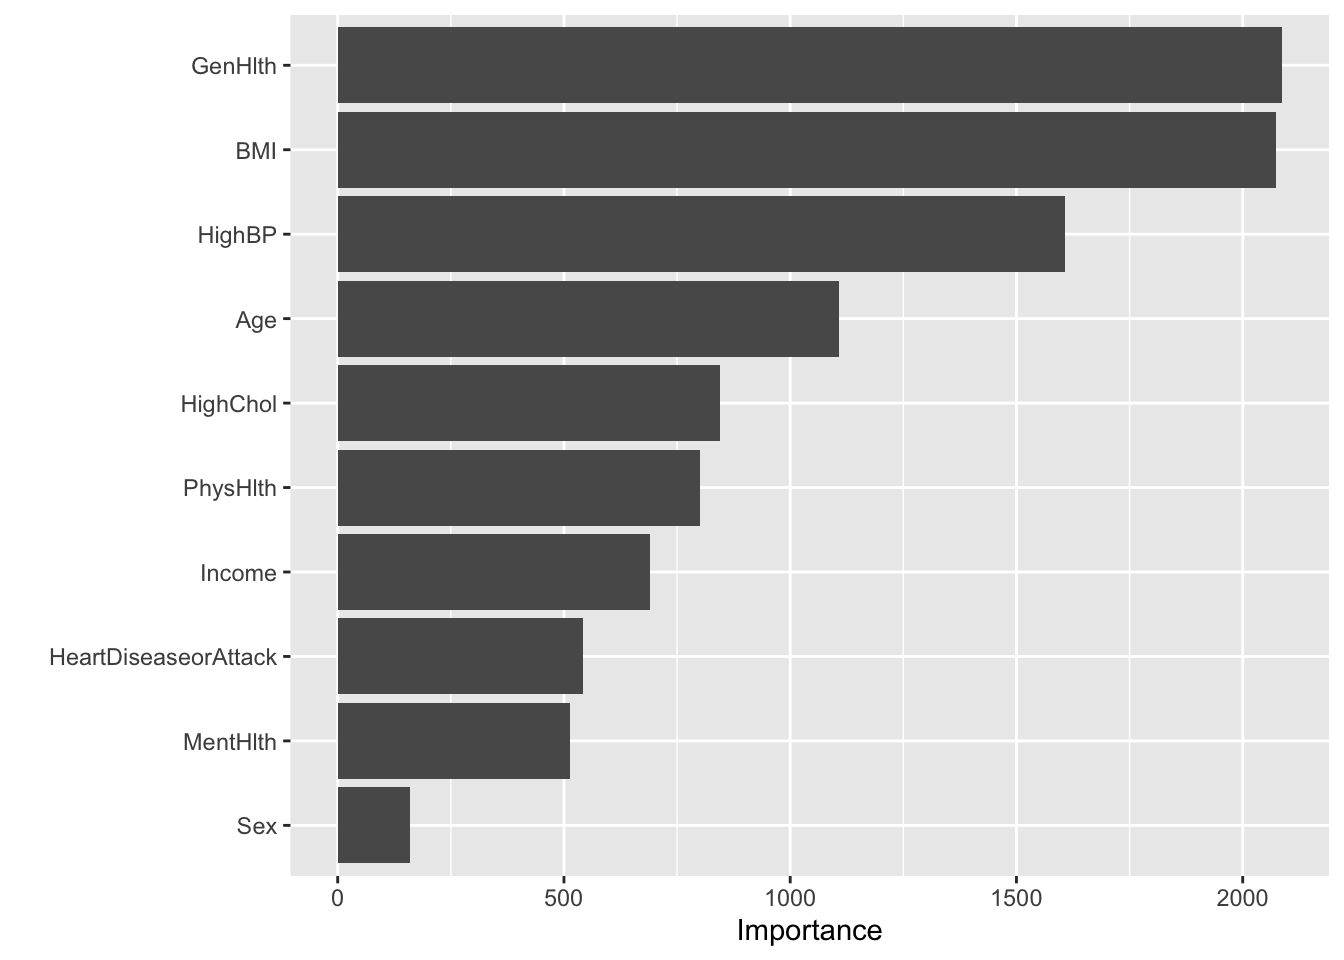 GenHlth
BMI
HighBP
Age
HighChol
PhysHlth
Income
HeartDiseaseorAttack
MentHlth
Sex
0 500 1000 1500 2000
Importance